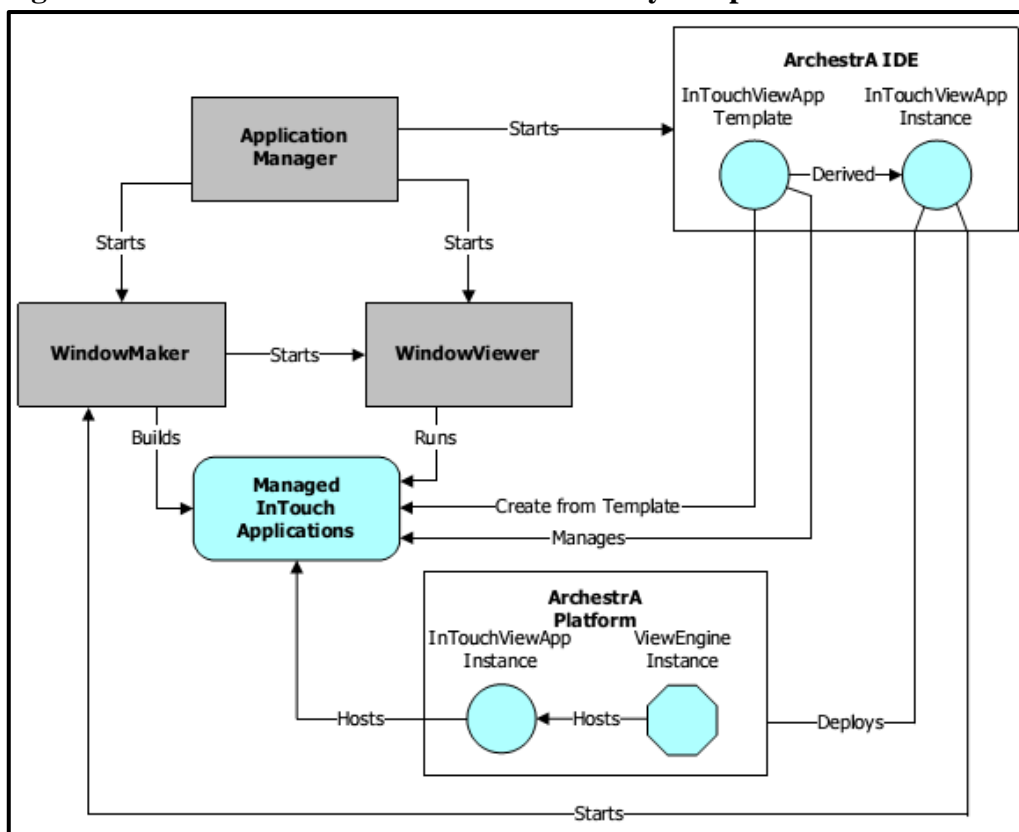 ArchestrA IDE
InTouchViewApp
Template
InTouchViewApp
Instance
Application
Manager
Starts
Derived
Starts
Starts
WindowMaker
Starts
WindowViewer
Builds
Runs
Managed
InTouch
Applications
Create from Template
Manages
ArchestrA
Platform
InTouchViewApp
Instance
ViewEngine
Instance
Hosts
Hosts
Deploys
Starts